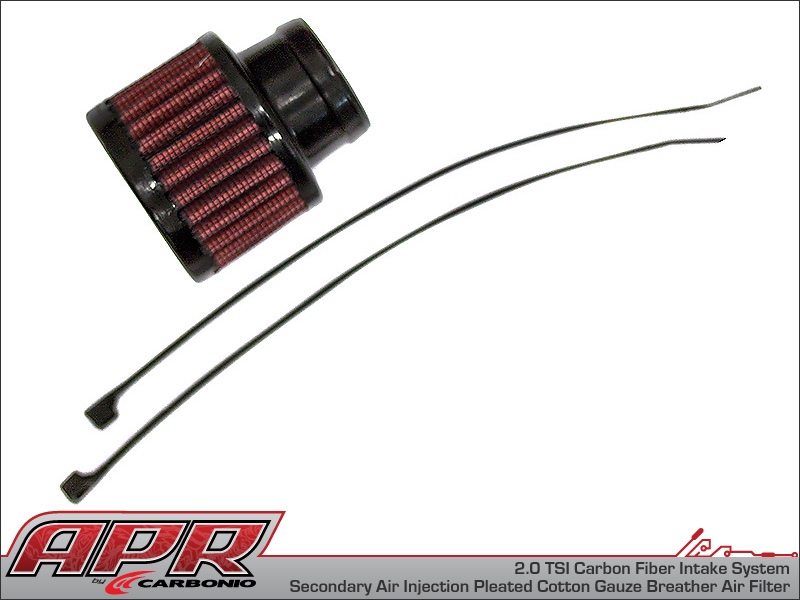 APR
by CARBONIO
2.0 TSI Carbon Fiber Intake System
Secondary Air Injection Pleated Cotton Gauze Breather Air Filter